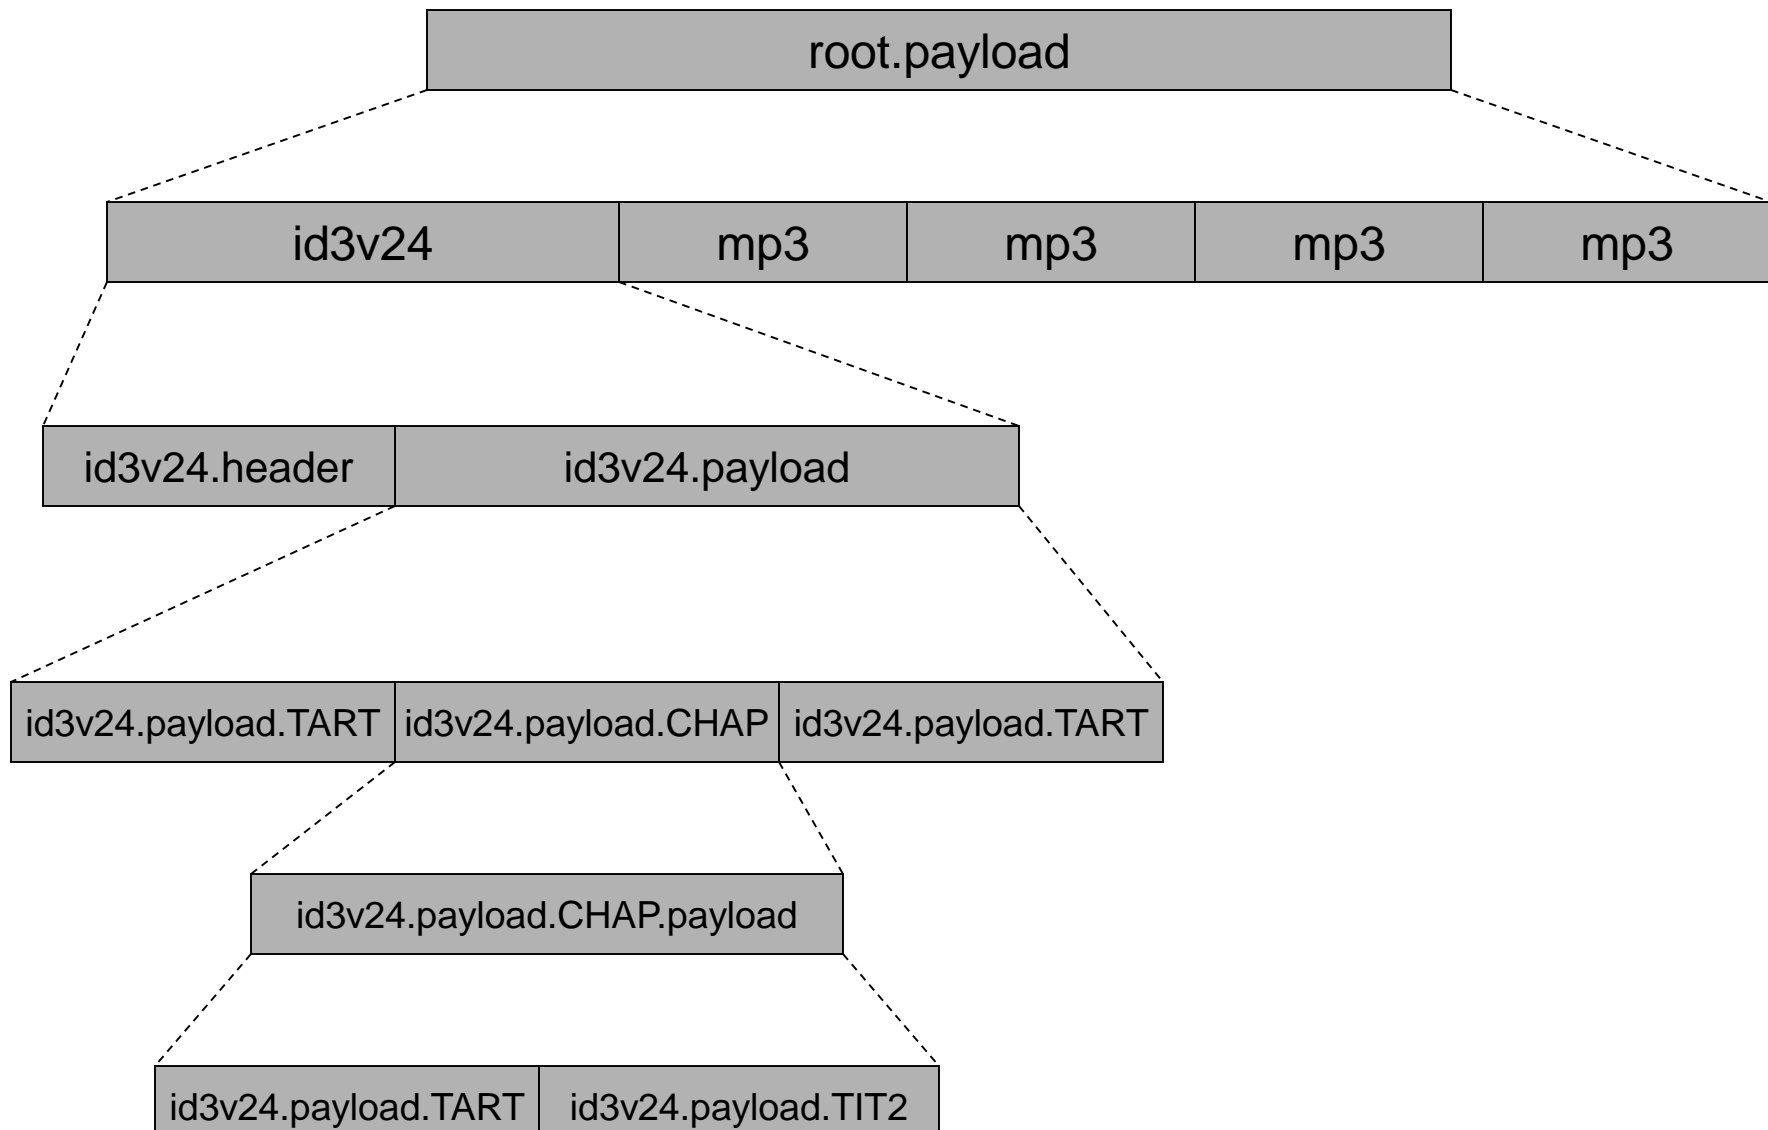 root.payload
id3v24 mp3 mp3 mp3 mp3
id3v24.header id3v24.payload
id3v24.payload.TART id3v24.payload.CHAP id3v24.payload.TART
id3v24.payload.CHAP.payload
id3v24.payload.TART id3v24.payload.TIT2